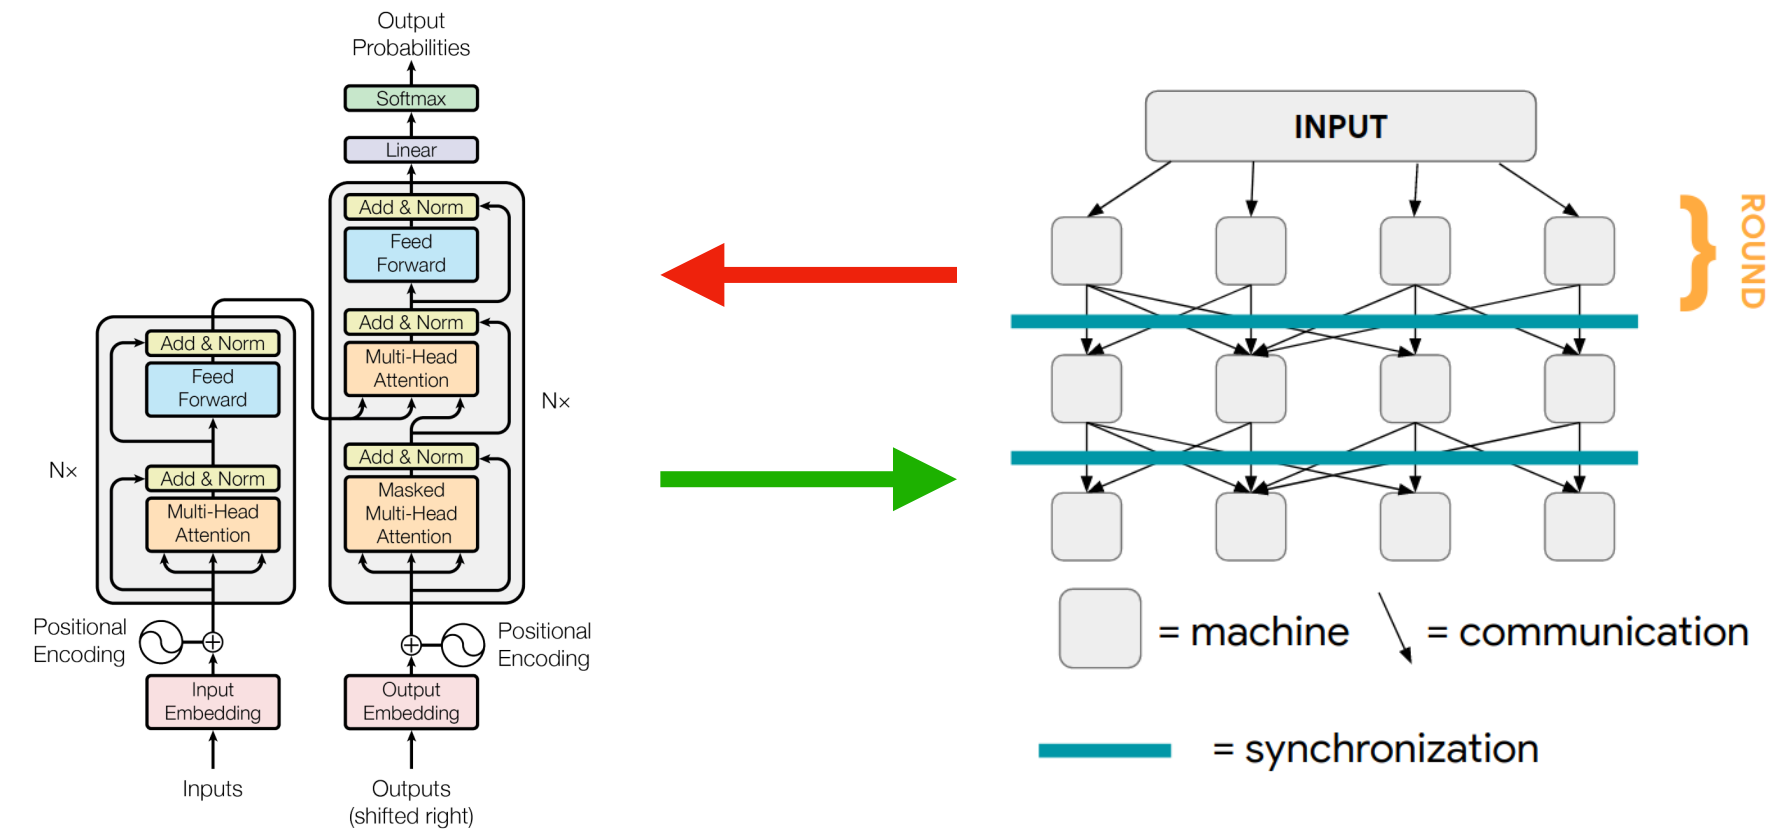 Output
Probabilities
Softmax
Linear
Add & Norm
Feed
Forward
Add & Norm
Multi-Head
Attention
Add & Norm
Masked
Multi-Head
Attention
Nx
Add & Norm
Feed
Forward
Add & Norm
Multi-Head
Attention
Nx
Positional
Encoding
Positional
Encoding
Input
Embedding
Output
Embedding
Inputs
Outputs
(shifted right)
INPUT
ROUND
= machine
= communication
= synchronization